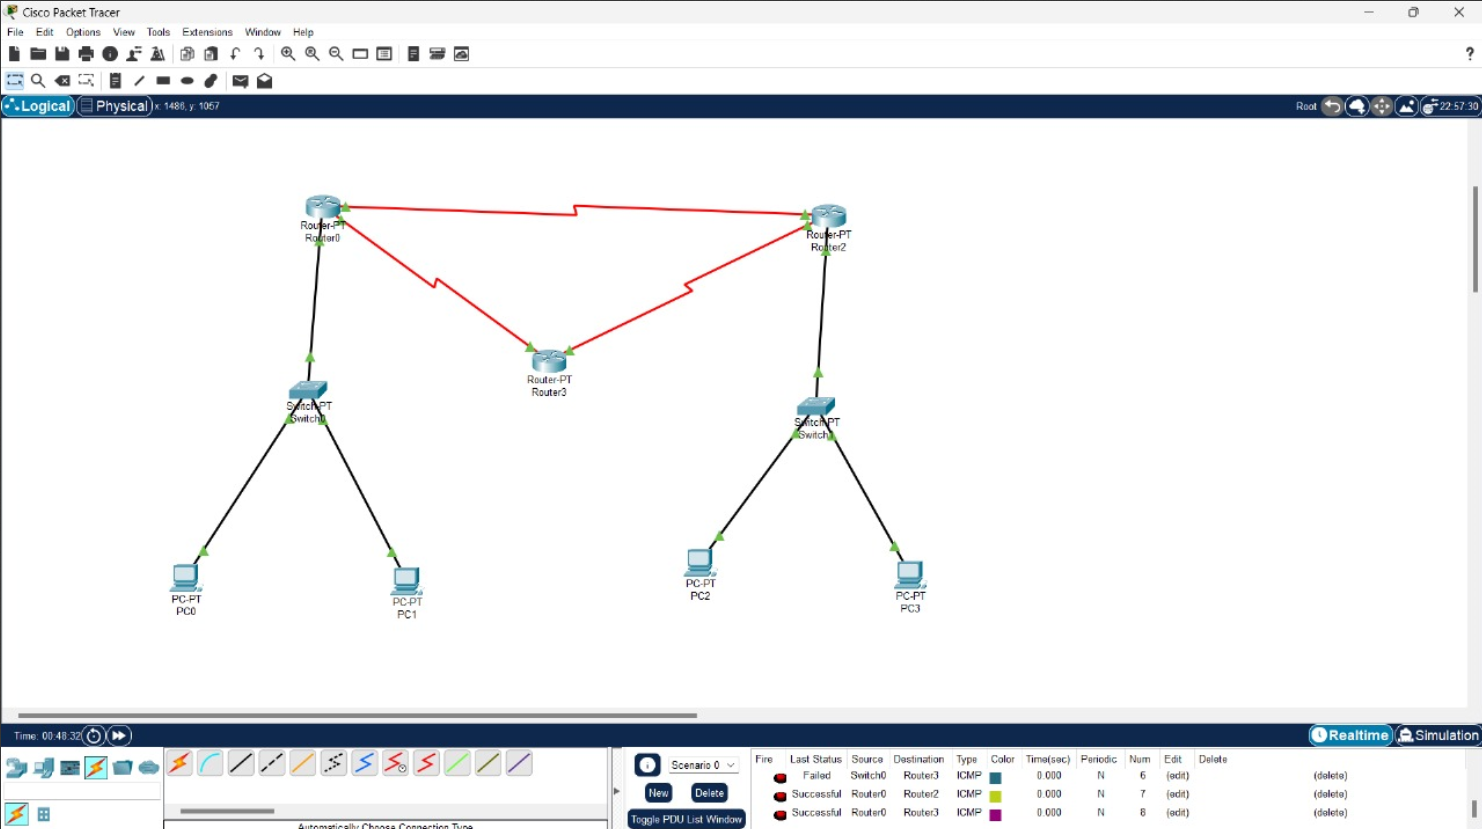 Cisco Packet Tracer
File Edit Options View Tools Extensions Window Help
?
Logical Physical x: 1486, y: 1057 Root 22:57:30
Router-PT
Router0
Router-PT
Router2
Router-PT
Router3
Switch-PT
Switch0
Switch-PT
Switch1
PC-PT
PC0
PC-PT
PC1
PC-PT
PC2
PC-PT
PC3
Time: 00:48:32 Realtime Simulation
Scenario 0
New Delete
Toggle PDU List Window
Fire Last Status Source Destination Type Color Time(sec) Periodic Num Edit Delete
Failed Switch0 Router3 ICMP 0.000 N 6 (edit) (delete)
Successful Router0 Router2 ICMP 0.000 N 7 (edit) (delete)
Successful Router0 Router3 ICMP 0.000 N 8 (edit) (delete)
Automatically Choose Connection Type